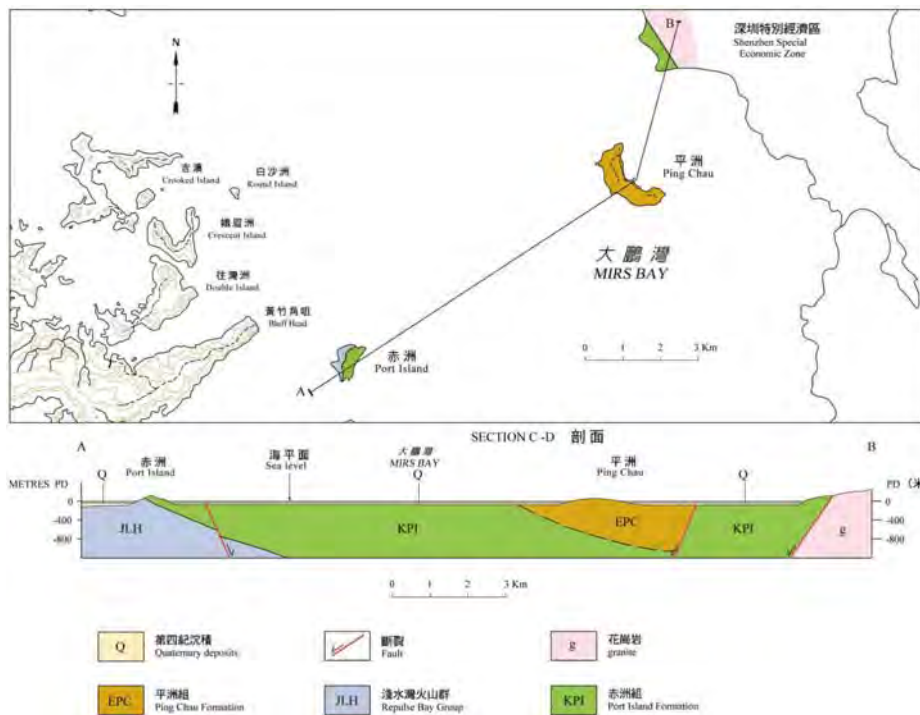 N
B
深圳特別經濟區
Shenzhen Special
Economic Zone
吉澳
Crooked Island
白沙洲
Round Island
平洲
Ping Chau
鐵眉洲
Crescent Island
大鵬灣
MIRS BAY
往灣洲
Double Island
黃竹角咀
Bluff Head
0 1 2 3 Km
赤洲
Port Island
A
SECTION C-D 剖面
A
B
赤洲
Port Island
海平面
Sea level
大鵬灣
MIRS BAY
平洲
Ping Chau
Q
Q
Q
METRES PD
PD (米
0
-400
-800
JLH
KPI
EPC
KPI
g
0
-400
-800
0 1 2 3 Km
Q
第四紀沉積
Quaternary deposits
斷裂
Fault
g
花崗岩
granite
EPC
平洲組
Ping Chau Formation
JLH
淺水灣火山群
Repulse Bay Group
KPI
赤洲組
Port Island Formation